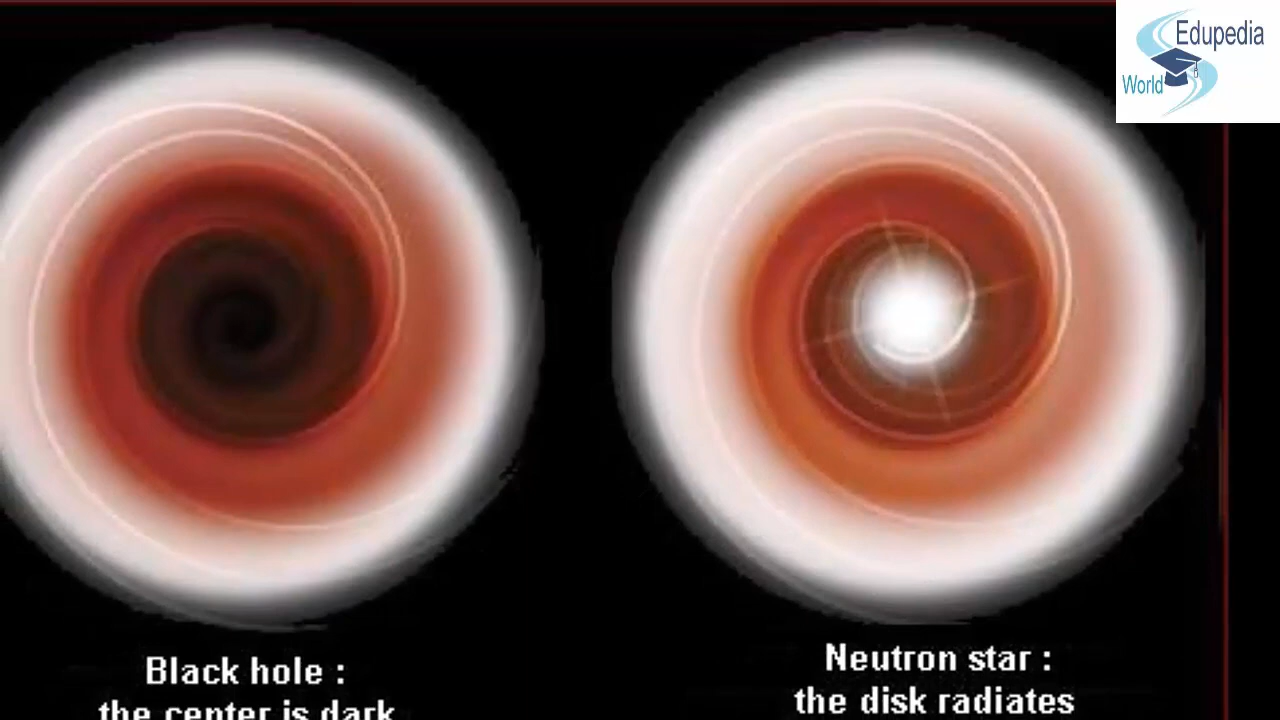 Edupedia
World
Black hole :
the center is dark
Neutron star :
the disk radiates